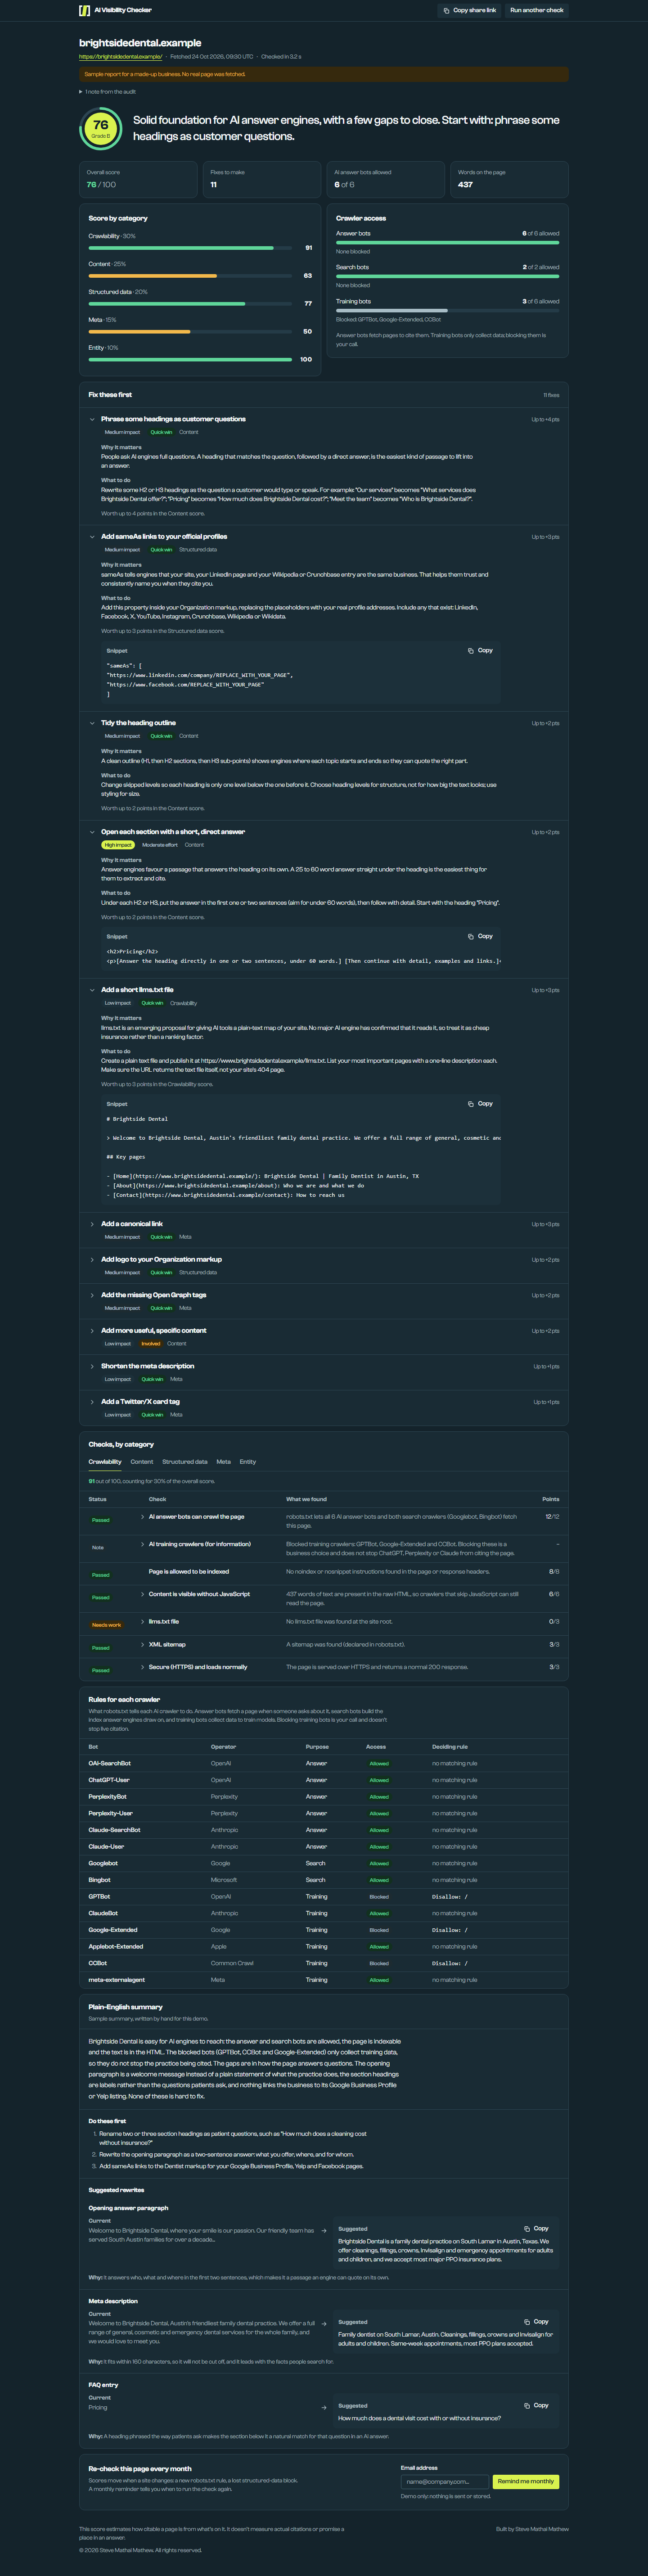 AI Visibility Checker
Copy share link
Run another check
brightsidedental.example
https://brightsidedental.example/ · Fetched 24 Oct 2026, 09:30 UTC · Checked in 3.2 s
Sample report for a made-up business. No real page was fetched.
1 note from the audit
76
Grade B
Solid foundation for AI answer engines, with a few gaps to close. Start with: phrase some
headings as customer questions.
Overall score
76 / 100
Fixes to make
11
AI answer bots allowed
6 of 6
Words on the page
437
Score by category
Crawlability · 30%
91
Content · 25%
63
Structured data · 20%
77
Meta · 15%
50
Entity · 10%
100
Crawler access
Answer bots
6 of 6 allowed
None blocked
Search bots
2 of 2 allowed
None blocked
Training bots
3 of 6 allowed
Blocked: GPTBot, Google-Extended, CCBot
Answer bots fetch pages to cite them. Training bots only collect data; blocking them is
your call.
Fix these first
11 fixes
Phrase some headings as customer questions
Up to +4 pts
Medium impact Quick win Content
Why it matters
People ask AI engines full questions. A heading that matches the question, followed by a direct answer, is the easiest kind of passage to lift into
an answer.
What to do
Rewrite some H2 or H3 headings as the question a customer would type or speak. For example: "Our services" becomes "What services does
Brightside Dental offer?"; "Pricing" becomes "How much does Brightside Dental cost?"; "Meet the team" becomes "Who is Brightside Dental?".
Worth up to 4 points in the Content score.
Add sameAs links to your official profiles
Up to +3 pts
Medium impact Quick win Structured data
Why it matters
sameAs tells engines that your site, your LinkedIn page and your Wikipedia or Crunchbase entry are the same business. That helps them trust and
consistently name you when they cite you.
What to do
Add this property inside your Organization markup, replacing the placeholders with your real profile addresses. Include any that exist: LinkedIn,
Facebook, X, YouTube, Instagram, Crunchbase, Wikipedia or Wikidata.
Worth up to 3 points in the Structured data score.
Snippet
Copy
"sameAs": [
"https://www.linkedin.com/company/REPLACE_WITH_YOUR_PAGE",
"https://www.facebook.com/REPLACE_WITH_YOUR_PAGE"
]
Tidy the heading outline
Up to +2 pts
Medium impact Quick win Content
Why it matters
A clean outline (H1, then H2 sections, then H3 sub-points) shows engines where each topic starts and ends so they can quote the right part.
What to do
Change skipped levels so each heading is only one level below the one before it. Choose heading levels for structure, not for how big the text looks; use
styling for size.
Worth up to 2 points in the Content score.
Open each section with a short, direct answer
Up to +2 pts
High impact Moderate effort Content
Why it matters
Answer engines favour a passage that answers the heading on its own. A 25 to 60 word answer straight under the heading is the easiest thing for
them to extract and cite.
What to do
Under each H2 or H3, put the answer in the first one or two sentences (aim for under 60 words), then follow with detail. Start with the heading "Pricing".
Worth up to 2 points in the Content score.
Snippet
Copy
<h2>Pricing</h2>
<p>[Answer the heading directly in one or two sentences, under 60 words.] [Then continue with detail, examples and links.]<
Add a short llms.txt file
Up to +3 pts
Low impact Quick win Crawlability
Why it matters
llms.txt is an emerging proposal for giving AI tools a plain-text map of your site. No major AI engine has confirmed that it reads it, so treat it as cheap
insurance rather than a ranking factor.
What to do
Create a plain text file and publish it at https://www.brightsidedental.example/llms.txt. List your most important pages with a one-line description each.
Make sure the URL returns the text file itself, not your site's 404 page.
Worth up to 3 points in the Crawlability score.
Snippet
Copy
# Brightside Dental
> Welcome to Brightside Dental, Austin's friendliest family dental practice. We offer a full range of general, cosmetic and
## Key pages
- [Home](https://www.brightsidedental.example/): Brightside Dental | Family Dentist in Austin, TX
- [About](https://www.brightsidedental.example/about): Who we are and what we do
- [Contact](https://www.brightsidedental.example/contact): How to reach us
Add a canonical link
Up to +3 pts
Medium impact Quick win Meta
Add logo to your Organization markup
Up to +2 pts
Medium impact Quick win Structured data
Add the missing Open Graph tags
Up to +2 pts
Medium impact Quick win Meta
Add more useful, specific content
Up to +2 pts
Low impact Involved Content
Shorten the meta description
Up to +1 pts
Low impact Quick win Meta
Add a Twitter/X card tag
Up to +1 pts
Low impact Quick win Meta
Checks, by category
Crawlability Content Structured data Meta Entity
91 out of 100, counting for 30% of the overall score.
Status Check What we found Points
Passed AI answer bots can crawl the page robots.txt lets all 6 AI answer bots and both search crawlers (Googlebot, Bingbot) fetch 12/12
this page.
Note AI training crawlers (for information) Blocked training crawlers: GPTBot, Google-Extended and CCBot. Blocking these is a –
business choice and does not stop ChatGPT, Perplexity or Claude from citing the page.
Passed Page is allowed to be indexed No noindex or nosnippet instructions found in the page or response headers. 8/8
Passed Content is visible without JavaScript 437 words of text are present in the raw HTML, so crawlers that skip JavaScript can still 6/6
read the page.
Needs work llms.txt file No llms.txt file was found at the site root. 0/3
Passed XML sitemap A sitemap was found (declared in robots.txt). 3/3
Passed Secure (HTTPS) and loads normally The page is served over HTTPS and returns a normal 200 response. 3/3
Rules for each crawler
What robots.txt tells each AI crawler to do. Answer bots fetch a page when someone asks about it, search bots build the
index answer engines draw on, and training bots collect data to train models. Blocking training bots is your call and doesn't
stop live citation.
Bot Operator Purpose Access Deciding rule
OAI-SearchBot OpenAI Answer Allowed no matching rule
ChatGPT-User OpenAI Answer Allowed no matching rule
PerplexityBot Perplexity Answer Allowed no matching rule
Perplexity-User Perplexity Answer Allowed no matching rule
Claude-SearchBot Anthropic Answer Allowed no matching rule
Claude-User Anthropic Answer Allowed no matching rule
Googlebot Google Search Allowed no matching rule
Bingbot Microsoft Search Allowed no matching rule
GPTBot OpenAI Training Blocked Disallow: /
ClaudeBot Anthropic Training Allowed no matching rule
Google-Extended Google Training Blocked Disallow: /
Applebot-Extended Apple Training Allowed no matching rule
CCBot Common Crawl Training Blocked Disallow: /
meta-externalagent Meta Training Allowed no matching rule
Plain-English summary
Sample summary, written by hand for this demo.
Brightside Dental is easy for AI engines to reach: the answer and search bots are allowed, the page is indexable
and the text is in the HTML. The blocked bots (GPTBot, CCBot and Google-Extended) only collect training data,
so they do not stop the practice being cited. The gaps are in how the page answers questions. The opening
paragraph is a welcome message instead of a plain statement of what the practice does, the section headings
are labels rather than the questions patients ask, and nothing links the business to its Google Business Profile
or Yelp listing. None of these is hard to fix.
Do these first
1. Rename two or three section headings as patient questions, such as "How much does a cleaning cost
without insurance?"
2. Rewrite the opening paragraph as a two-sentence answer: what you offer, where, and for whom.
3. Add sameAs links to the Dentist markup for your Google Business Profile, Yelp and Facebook pages.
Suggested rewrites
Opening answer paragraph
Current
Welcome to Brightside Dental, where your smile is our passion. Our friendly team has
served South Austin families for over a decade...
→
Suggested
Copy
Brightside Dental is a family dental practice on South Lamar in Austin, Texas. We
offer cleanings, fillings, crowns, Invisalign and emergency appointments for adults
and children, and we accept most major PPO insurance plans.
Why: It answers who, what and where in the first two sentences, which makes it a passage an engine can quote on its own.
Meta description
Current
Welcome to Brightside Dental, Austin's friendliest family dental practice. We offer a full
range of general, cosmetic and emergency dental services for the whole family, and
we would love to meet you.
→
Suggested
Copy
Family dentist on South Lamar, Austin. Cleanings, fillings, crowns and Invisalign for
adults and children. Same-week appointments, most PPO plans accepted.
Why: It fits within 160 characters, so it will not be cut off, and it leads with the facts people search for.
FAQ entry
Current
Pricing
→
Suggested
Copy
How much does a dental visit cost with or without insurance?
Why: A heading phrased the way patients ask makes the section below it a natural match for that question in an AI answer.
Re-check this page every month
Scores move when a site changes: a new robots.txt rule, a lost structured-data block.
A monthly reminder tells you when to run the check again.
Email address
name@company.com...
Remind me monthly
Demo only: nothing is sent or stored.
This score estimates how citable a page is from what's on it. It doesn't measure actual citations or promise a
place in an answer.
Built by Steve Mathai Mathew
© 2026 Steve Mathai Mathew. All rights reserved.